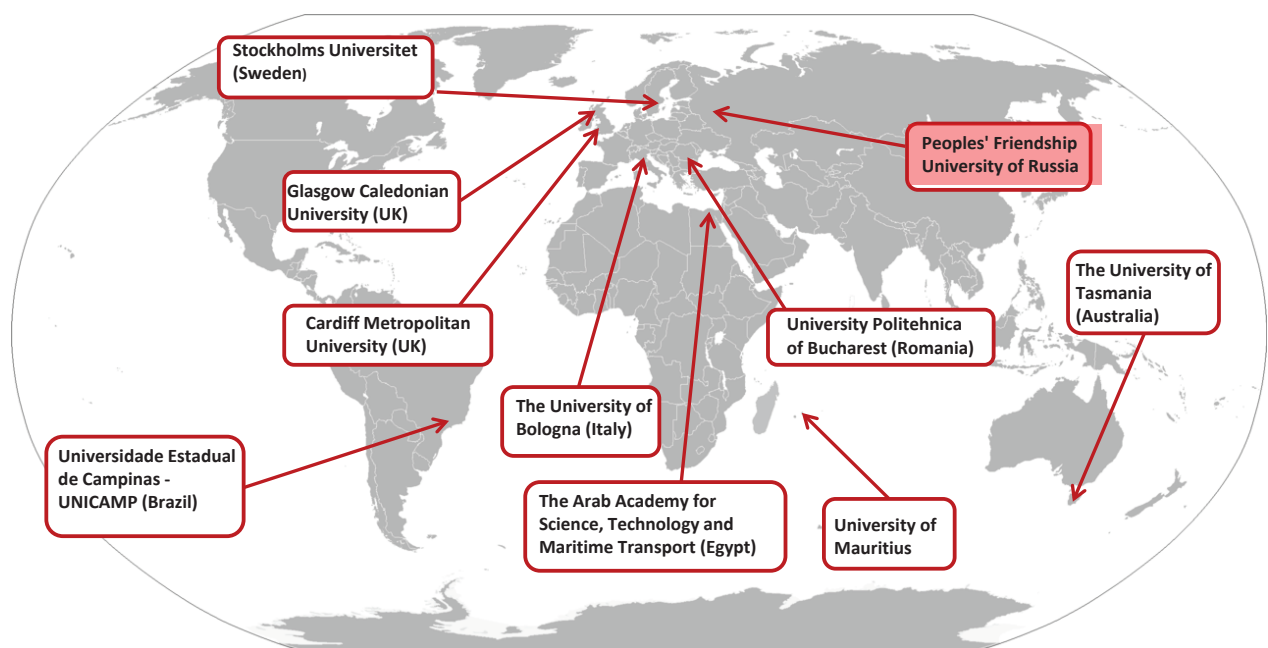 Stockholms Universitet
(Sweden)
Peoples' Friendship
University of Russia
Glasgow Caledonian
University (UK)
The University of
Tasmania
(Australia)
Cardiff Metropolitan
University (UK)
University Politehnica
of Bucharest (Romania)
The University of
Bologna (Italy)
Universidade Estadual
de Campinas -
UNICAMP (Brazil)
The Arab Academy for
Science, Technology and
Maritime Transport (Egypt)
University of
Mauritius